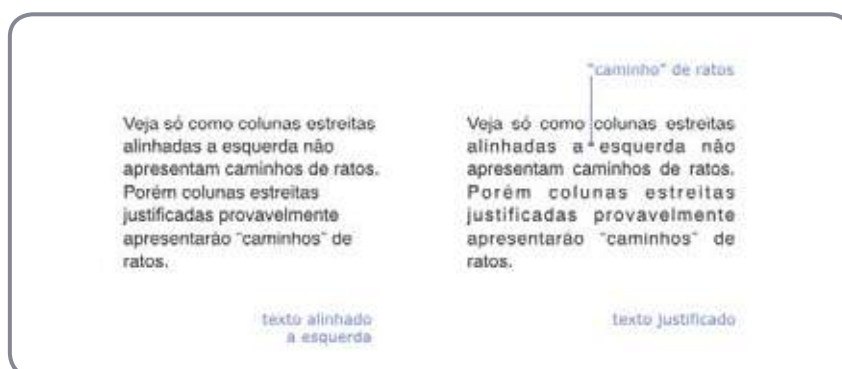 Veja só como colunas estreitas
alinhadas a esquerda não
apresentam caminhos de ratos.
Porém colunas estreitas
justificadas provavelmente
apresentarão "caminhos" de
ratos.
texto alinhado
a esquerda
"caminho" de ratos
Veja só como colunas estreitas
alinhadas a esquerda não
apresentam caminhos de ratos.
Porém colunas estreitas
justificadas provavelmente
apresentarão "caminhos" de
ratos.
texto justificado